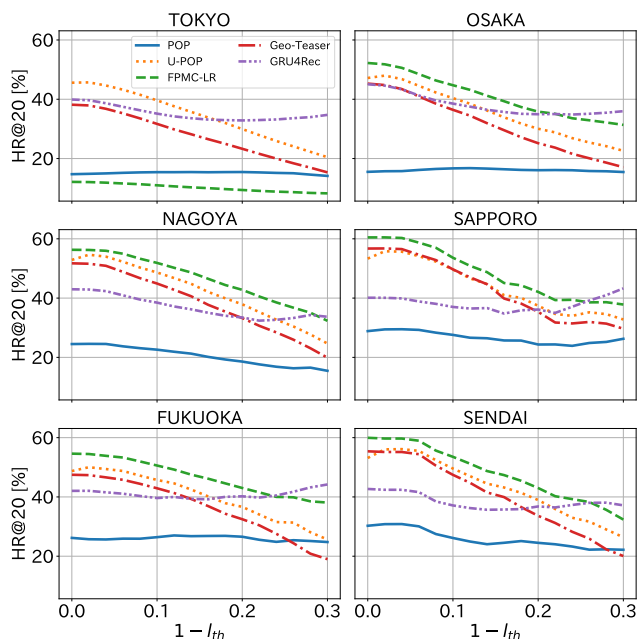 TOKYO
OSAKA
HR@20 [%]
60
40
20
POP
U-POP
FPMC-LR
Geo-Teaser
GRU4Rec
NAGOYA
SAPPORO
HR@20 [%]
60
40
20
FUKUOKA
SENDAI
HR@20 [%]
60
40
20
0.0 0.1 0.2 0.3
0.0 0.1 0.2 0.3
1 − l_th
1 − l_th